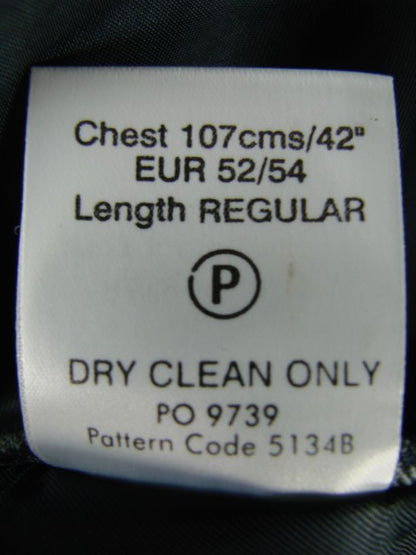 Chest 107cms/42"
EUR 52/54
Length REGULAR
P
DRY CLEAN ONLY
PO 9739
Pattern Code 5134B